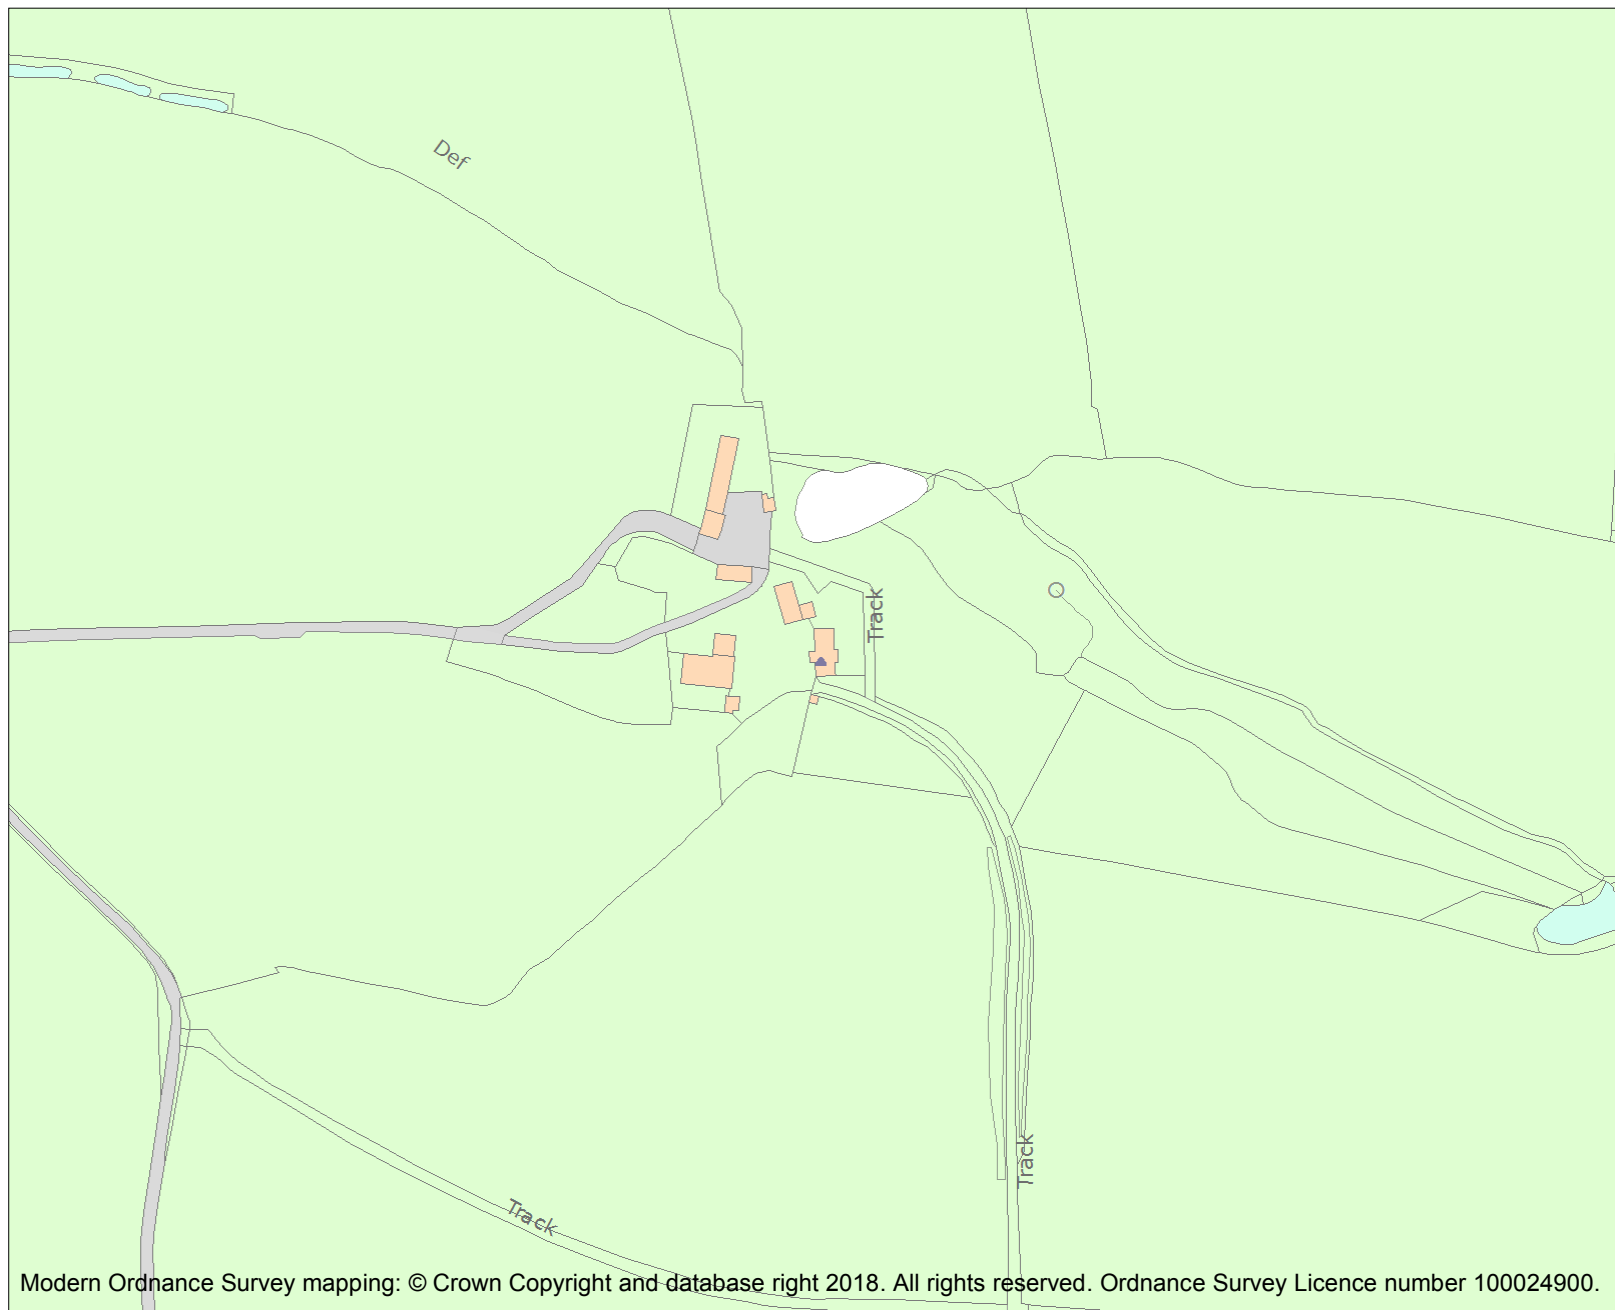 Def
Track
Track
Track
Modern Ordnance Survey mapping: © Crown Copyright and database right 2018. All rights reserved. Ordnance Survey Licence number 100024900.